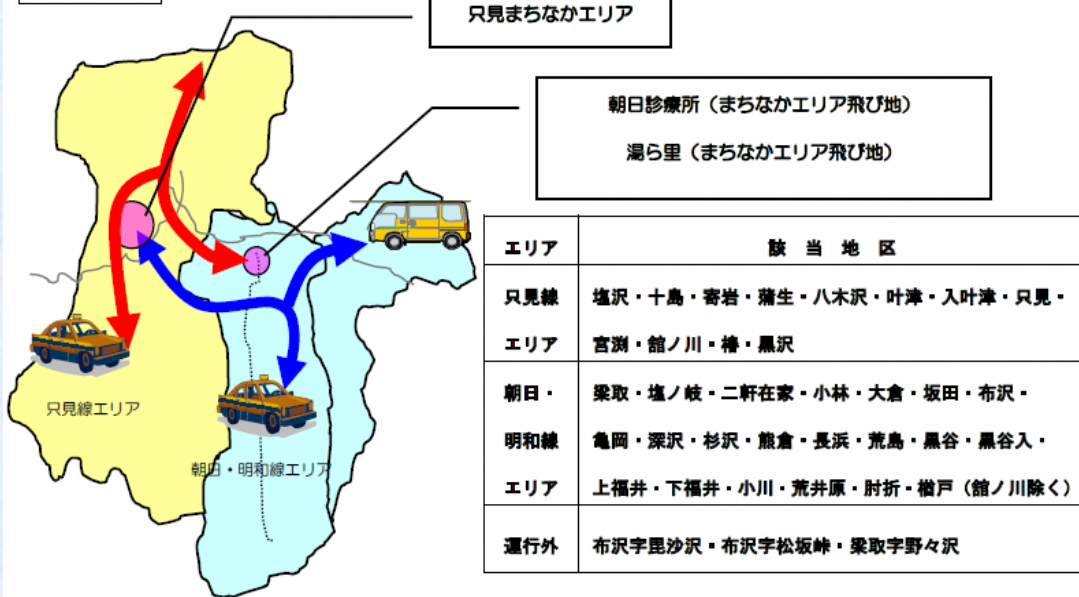 只見まちなかエリア
朝日診療所（まちなかエリア飛び地）
湯ら里（まちなかエリア飛び地）
只見線エリア
朝日・明和線エリア
エリア 該当地区
只見線 塩沢・十島・寄岩・蒲生・八木沢・叶津・入叶津・只見・
エリア 宮渕・舘ノ川・椿・黒沢
朝日・ 梁取・塩ノ岐・二軒在家・小林・大倉・坂田・布沢・
明和線 亀岡・深沢・杉沢・熊倉・長浜・荒島・黒谷・黒谷入・
エリア 上福井・下福井・小川・荒井原・肘折・楢戸（舘ノ川除く）
運行外 布沢字毘沙沢・布沢字松坂峠・梁取字野々沢